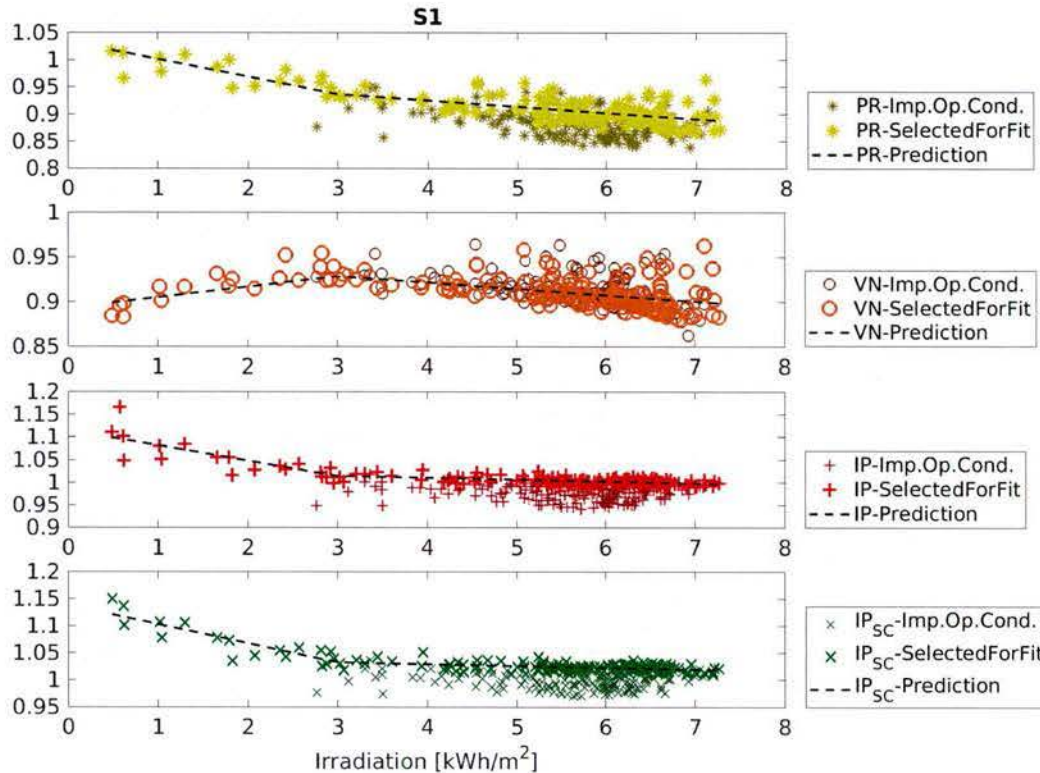 S1
1.05
1
0.95
0.9
0.85
0.8
0 1 2 3 4 5 6 7 8
PR-Imp.Op.Cond.
PR-SelectedForFit
PR-Prediction
1
0.95
0.9
0.85
0 1 2 3 4 5 6 7 8
VN-Imp.Op.Cond.
VN-SelectedForFit
VN-Prediction
1.2
1.15
1.1
1.05
1
0.95
0.9
0 1 2 3 4 5 6 7 8
IP-Imp.Op.Cond.
IP-SelectedForFit
IP-Prediction
1.2
1.15
1.1
1.05
1
0.95
0 1 2 3 4 5 6 7 8
IP_SC-Imp.Op.Cond.
IP_SC-SelectedForFit
IP_SC-Prediction
Irradiation [kWh/m²]